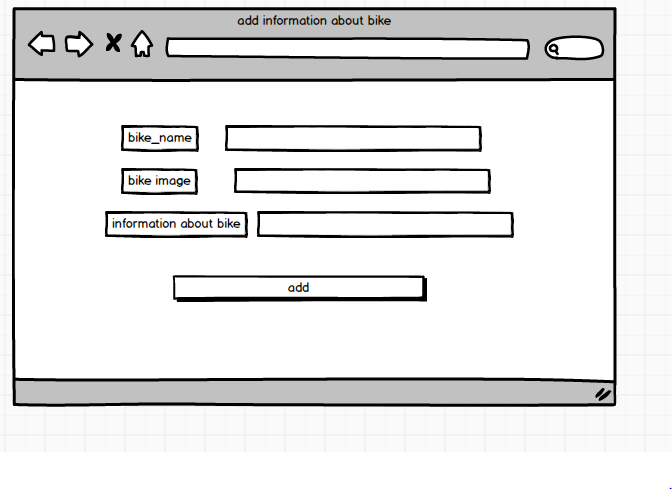 add information about bike
bike_name
bike image
information about bike
add